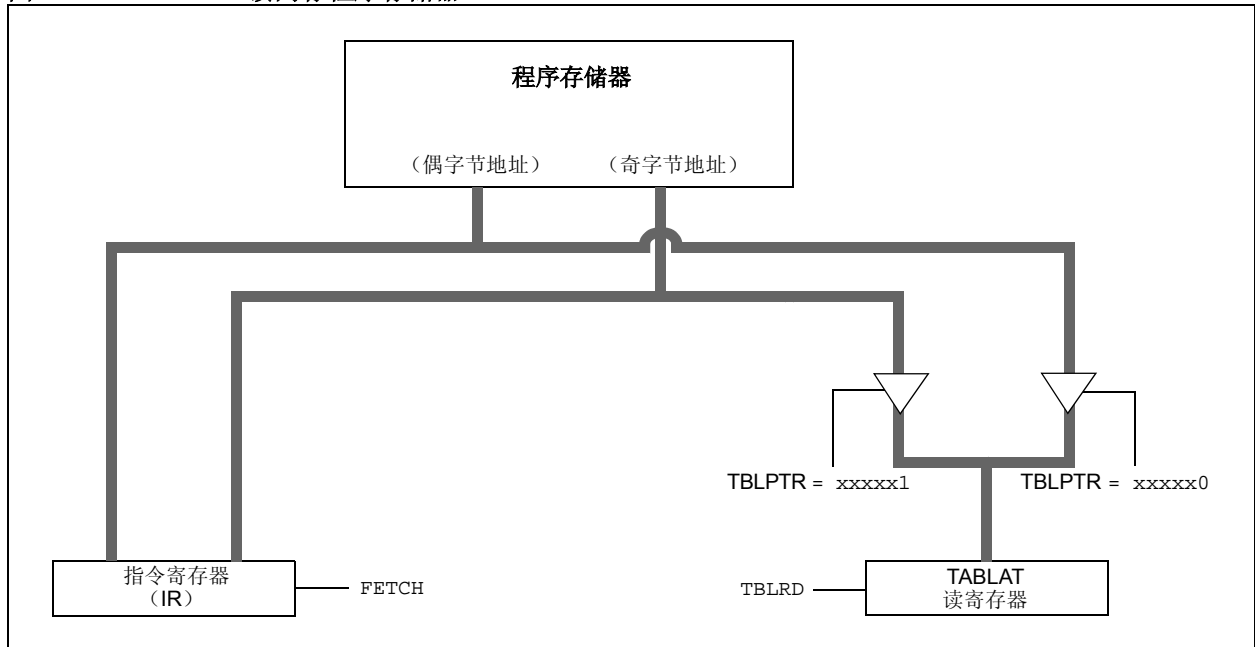 程序存储器
（偶字节地址） （奇字节地址）
TBLPTR = xxxxx1 TBLPTR = xxxxx0
指令寄存器
（IR）
FETCH
TBLRD
TABLAT
读寄存器